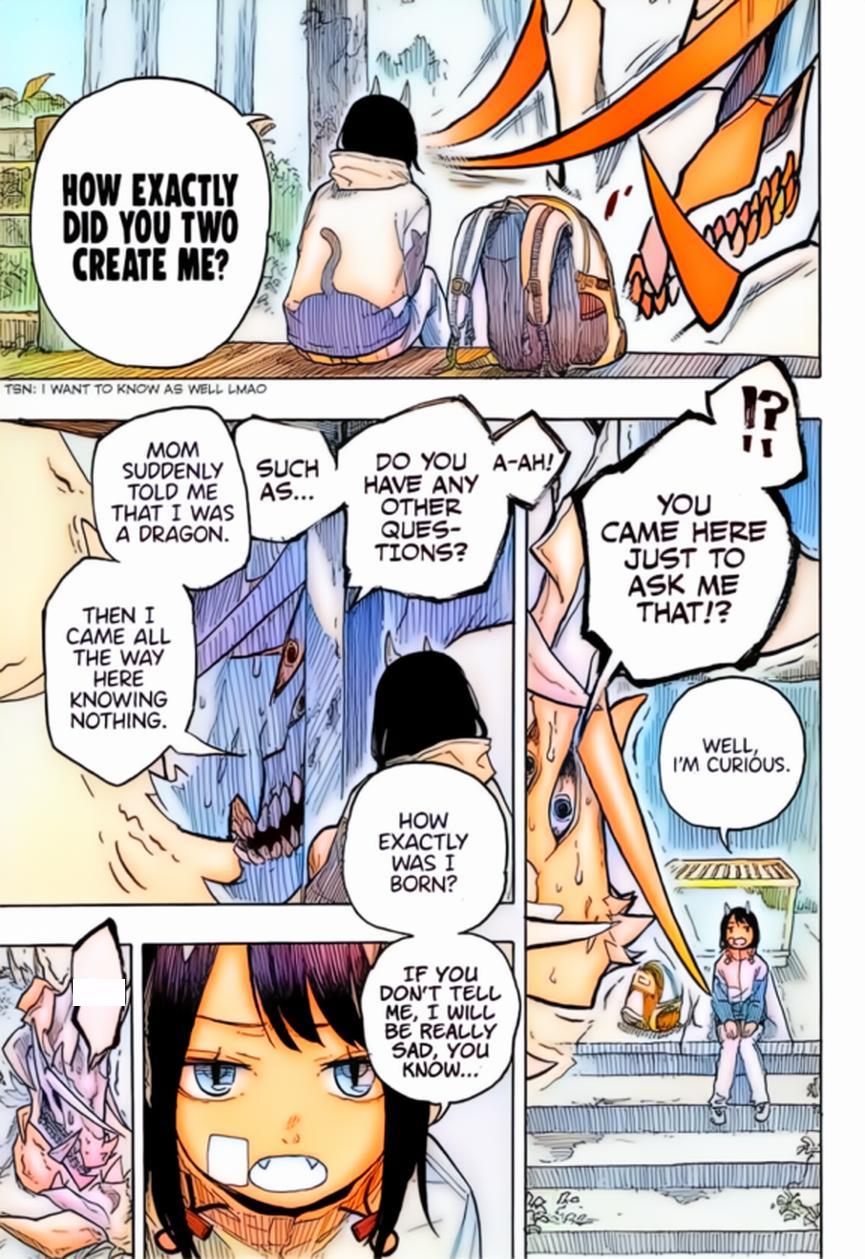 HOW EXACTLY
DID YOU TWO
CREATE ME?
TSN: I WANT TO KNOW AS WELL LMAO
!?
YOU
CAME HERE
JUST TO
ASK ME
THAT!?
WELL,
I'M CURIOUS.
A-AH!
DO YOU
HAVE ANY
OTHER
QUES-
TIONS?
SUCH
AS...
MOM
SUDDENLY
TOLD ME
THAT I WAS
A DRAGON.
THEN I
CAME ALL
THE WAY
HERE
KNOWING
NOTHING.
HOW
EXACTLY
WAS I
BORN?
IF YOU
DON'T TELL
ME, I WILL
BE REALLY
SAD, YOU
KNOW...